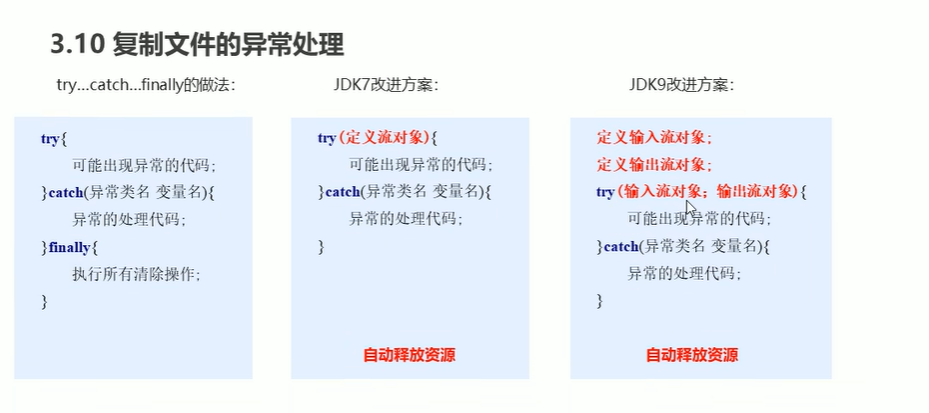 3.10 复制文件的异常处理
try...catch...finally的做法：
try{
可能出现异常的代码;
}catch(异常类名 变量名){
异常的处理代码;
}finally{
执行所有清除操作;
}
JDK7改进方案：
try(定义流对象){
可能出现异常的代码;
}catch(异常类名 变量名){
异常的处理代码;
}
自动释放资源
JDK9改进方案：
定义输入流对象;
定义输出流对象;
try(输入流对象；输出流对象){
可能出现异常的代码;
}catch(异常类名 变量名){
异常的处理代码;
}
自动释放资源